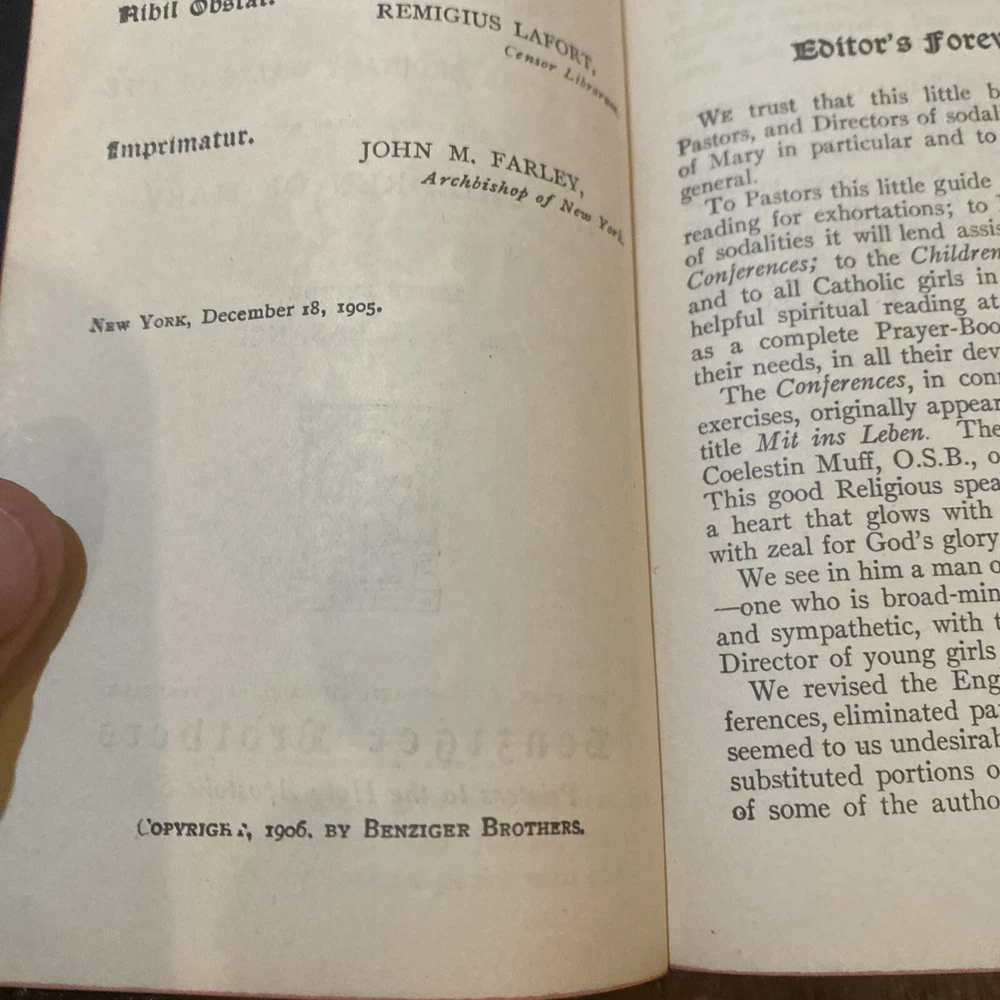 Nihil Obstat.
REMIGIUS LAFORT,
Censor Librorum.
Imprimatur.
JOHN M. FARLEY,
Archbishop of New York.
NEW YORK, December 18, 1905.
Benziger Brothers
Printers to the Holy Apostolic
COPYRIGHT, 1906. BY BENZIGER BROTHERS.
Editor's Forew
WE trust that this little b
Pastors, and Directors of sodal
of Mary in particular and to
general.
To Pastors this little guide
reading for exhortations; to
of sodalities it will lend assis
Conferences; to the Children
and to all Catholic girls in
helpful spiritual reading at
as a complete Prayer-Boo
their needs, in all their dev
The Conferences, in con
exercises, originally appear
title Mit ins Leben. The
Coelestin Muff, O.S.B., o
This good Religious spea
a heart that glows with
with zeal for God's glory
We see in him a man o
—one who is broad-min
and sympathetic, with t
Director of young girls
We revised the Eng
ferences, eliminated pa
seemed to us undesirab
substituted portions o
of some of the autho